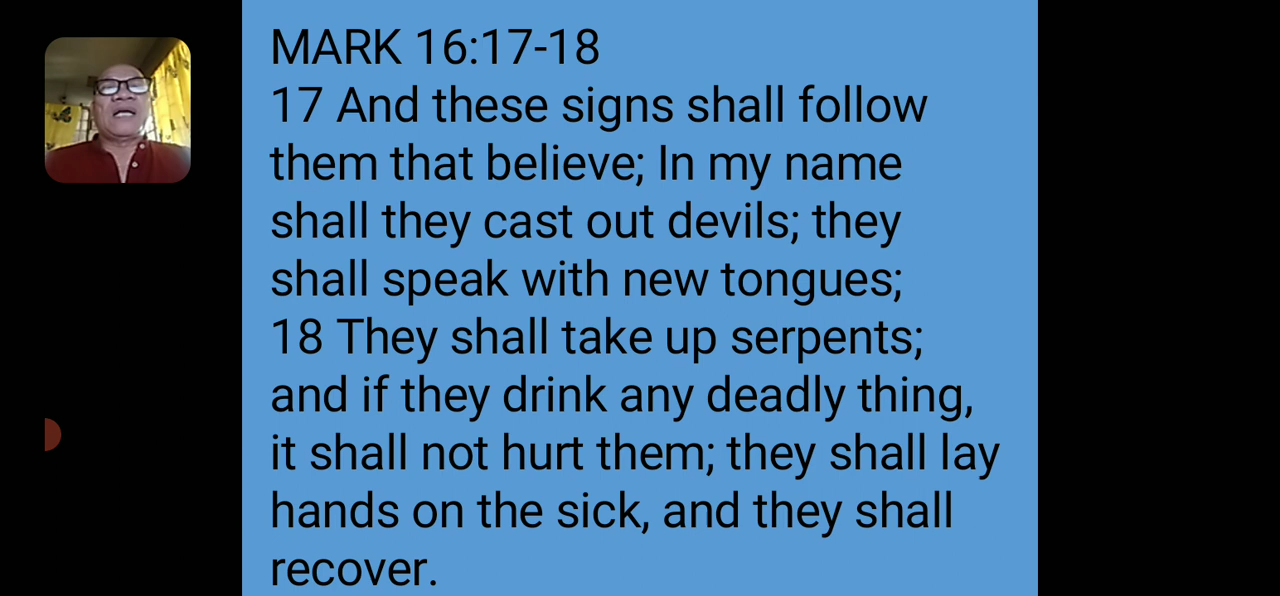 MARK 16:17-18
17 And these signs shall follow
them that believe; In my name
shall they cast out devils; they
shall speak with new tongues;
18 They shall take up serpents;
and if they drink any deadly thing,
it shall not hurt them; they shall lay
hands on the sick, and they shall
recover.